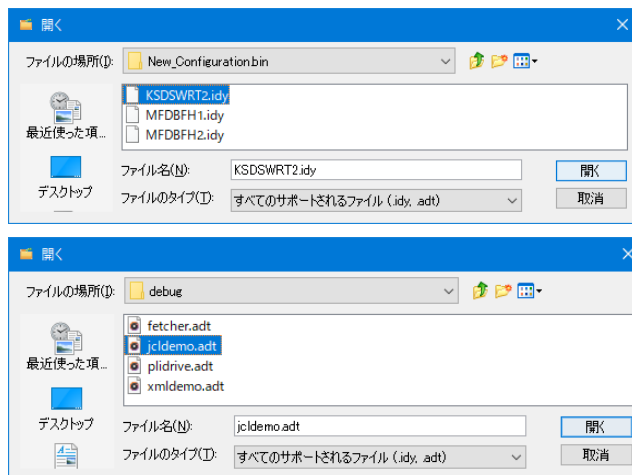 開く
ファイルの場所(I): New_Configuration.bin
KSDSWRT2.idy
MFDBFH1.idy
MFDBFH2.idy
最近使った項...
デスクトップ
ファイル名(N): KSDSWRT2.idy 開く
ファイルのタイプ(T): すべてのサポートされるファイル (.idy, .adt) 取消
開く
ファイルの場所(I): debug
fetcher.adt
jcldemo.adt
plidrive.adt
xmldemo.adt
最近使った項...
デスクトップ
ファイル名(N): jcldemo.adt 開く
ファイルのタイプ(T): すべてのサポートされるファイル (.idy, .adt) 取消